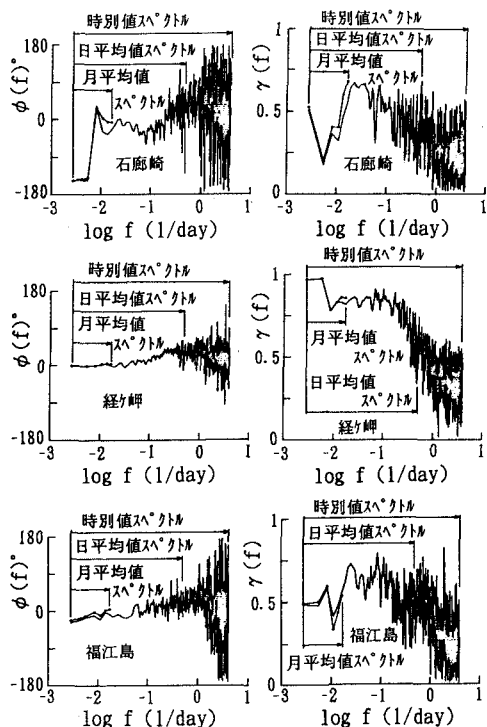 時別値スペクトル
日平均値スペクトル
月平均値
スペクトル
石廊崎
φ(f)°
180
0
-180
-3 -2 -1 0 1
log f (1/day)
時別値スペクトル
日平均値スペクトル
月平均値
スペクトル
石廊崎
γ(f)
1
0.5
0
-3 -2 -1 0 1
log f (1/day)
時別値スペクトル
日平均値スペクトル
月平均値
スペクトル
経ケ岬
φ(f)°
180
0
-180
-3 -2 -1 0 1
log f (1/day)
時別値スペクトル
月平均値
スペクトル
日平均値
スペクトル
経ケ岬
γ(f)
1
0.5
0
-3 -2 -1 0 1
log f (1/day)
時別値スペクトル
日平均値スペクトル
月平均値
スペクトル
福江島
φ(f)°
180
0
-180
-3 -2 -1 0 1
log f (1/day)
時別値スペクトル
日平均値スペクトル
月平均値スペクトル
福江島
γ(f)
1
0.5
0
-3 -2 -1 0 1
log f (1/day)